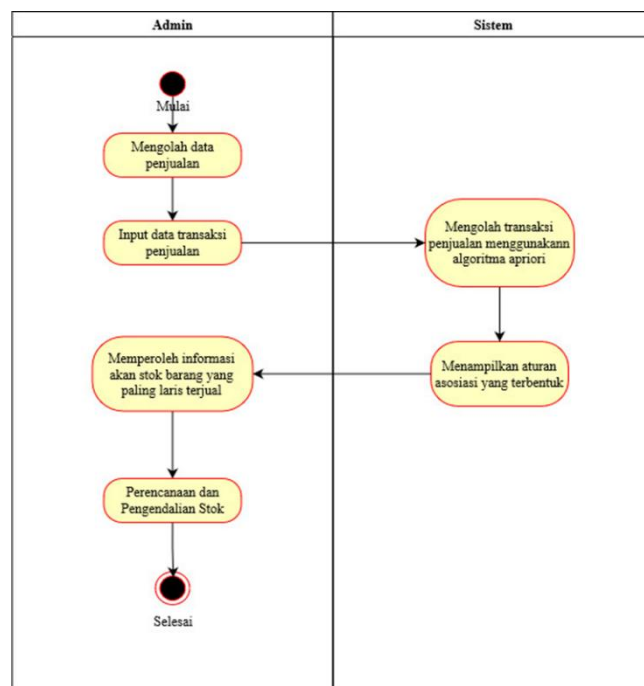 Admin
Sistem
Mulai
Mengolah data
penjualan
Input data transaksi
penjualan
Mengolah transaksi
penjualan menggunakann
algoritma apriori
Menampilkan aturan
asosiasi yang terbentuk
Memperoleh informasi
akan stok barang yang
paling laris terjual
Perencanaan dan
Pengendalian Stok
Selesai